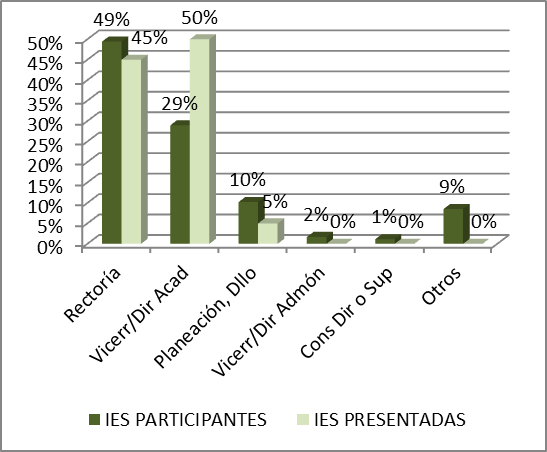 49%
45%
50%
29%
10%
5%
2%
0%
1%
0%
9%
0%
50%
45%
40%
35%
30%
25%
20%
15%
10%
5%
0%
Rectoría
Vicerr/Dir Acad
Planeación, Dllo
Vicerr/Dir Admón
Cons Dir o Sup
Otros
IES PARTICIPANTES
IES PRESENTADAS